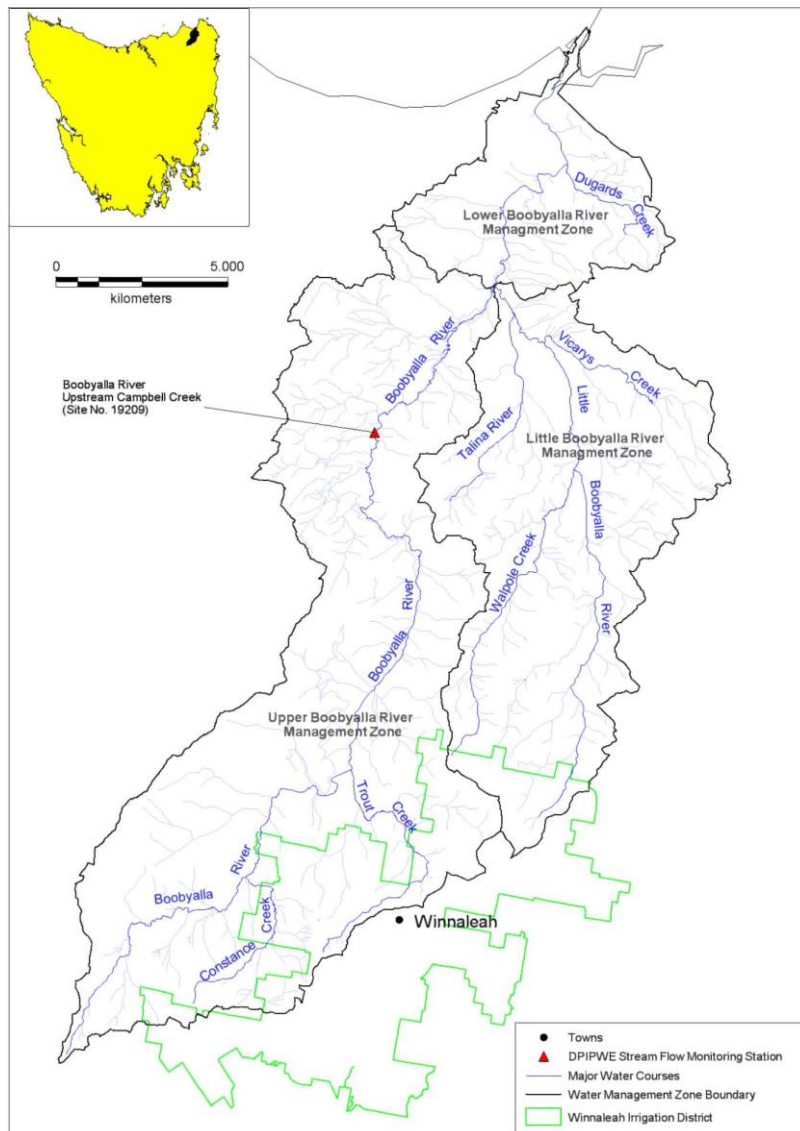 0 5.000
kilometers
Boobyalla River
Upstream Campbell Creek
(Site No. 19209)
Dugards Creek
Lower Boobyalla River
Managment Zone
Boobyalla River
Vicarys Creek
Talina River
Little Boobyalla River
Little Boobyalla River
Managment Zone
Walpole Creek
Boobyalla River
Upper Boobyalla River
Management Zone
Trout Creek
Boobyalla River
Constance Creek
Winnaleah
Towns
DPIPWE Stream Flow Monitoring Station
Major Water Courses
Water Management Zone Boundary
Winnaleah Irrigation District